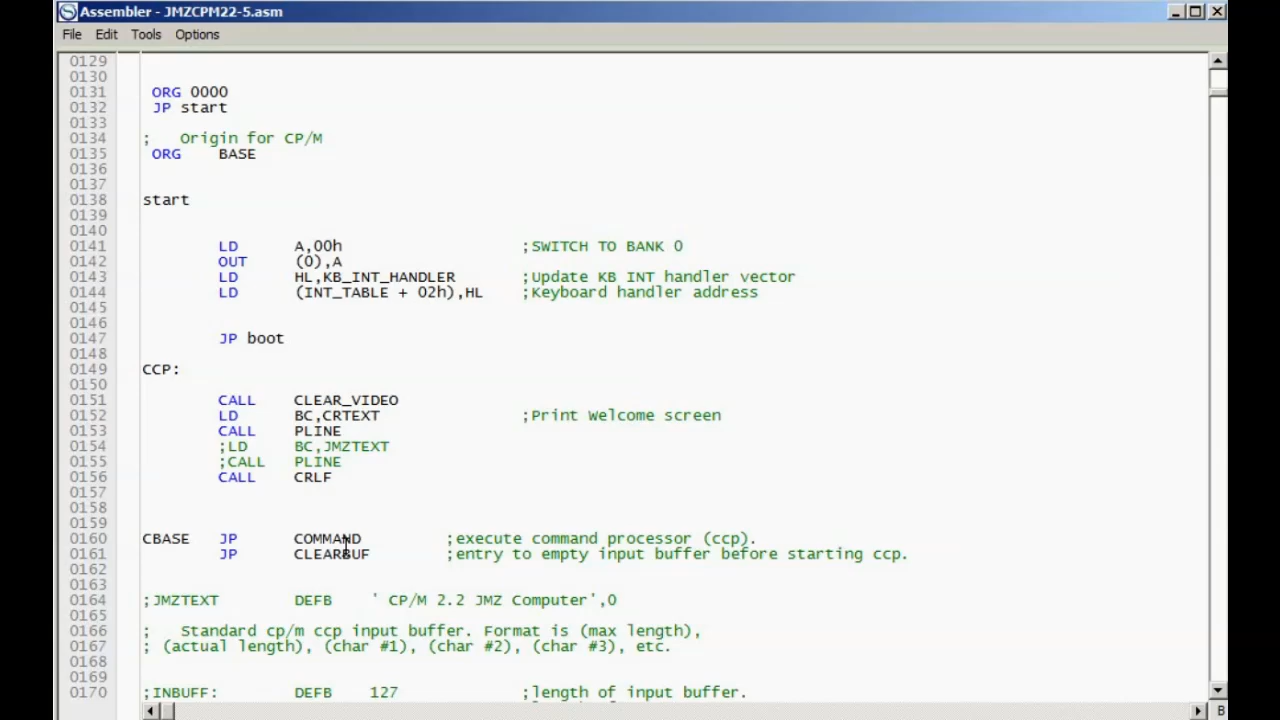 Assembler - JMZCPM22-5.asm
File Edit Tools Options
0129
0130
0131 ORG 0000
0132 JP start
0133
0134 ; Origin for CP/M
0135 ORG BASE
0136
0137
0138 start
0139
0140
0141 LD A,00h ;SWITCH TO BANK 0
0142 OUT (0),A
0143 LD HL,KB_INT_HANDLER ;Update KB INT handler vector
0144 LD (INT_TABLE + 02h),HL ;Keyboard handler address
0145
0146
0147 JP boot
0148
0149 CCP:
0150
0151 CALL CLEAR_VIDEO
0152 LD BC,CRTEXT ;Print Welcome screen
0153 CALL PLINE
0154 ;LD BC,JMZTEXT
0155 ;CALL PLINE
0156 CALL CRLF
0157
0158
0159
0160 CBASE JP COMMAND ;execute command processor (ccp).
0161 JP CLEARBUF ;entry to empty input buffer before starting ccp.
0162
0163
0164 ;JMZTEXT DEFB ' CP/M 2.2 JMZ Computer',0
0165
0166 ; Standard cp/m ccp input buffer. Format is (max length),
0167 ; (actual length), (char #1), (char #2), (char #3), etc.
0168
0169
0170 ;INBUFF: DEFB 127 ;length of input buffer.
B